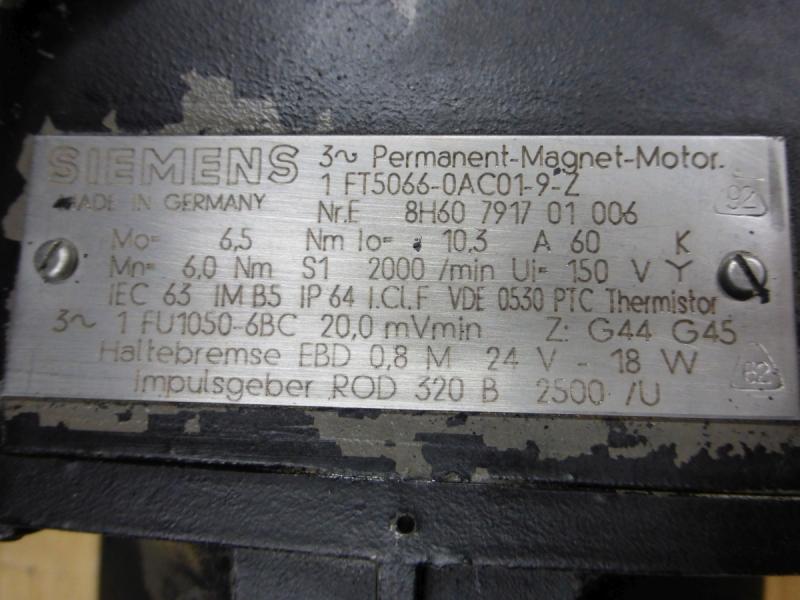 SIEMENS 3~ Permanent-Magnet-Motor.
1 FT5066-0AC01-9-Z
MADE IN GERMANY Nr.E 8H60 7917 01 006
92
Mo= 6,5 Nm Io= 10,3 A 60 K
Mn= 6,0 Nm S1 2000 /min Ui= 150 V Y
IEC 63 IM B5 IP 64 I.Cl.F VDE 0530 PTC Thermistor
3~ 1 FU1050-6BC 20,0 mVmin Z: G44 G45
Haltebremse EBD 0,8 M 24 V - 18 W
Impulsgeber ROD 320 B 2500 /U
82